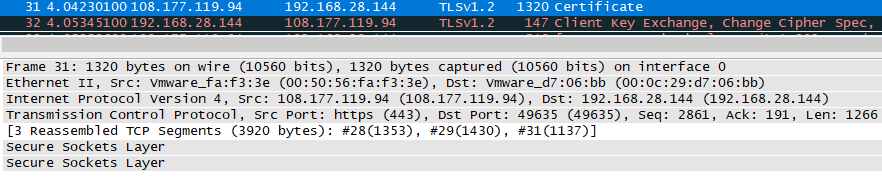 31 4.04230100 108.177.119.94 192.168.28.144 TLSv1.2 1320 Certificate
32 4.05345100 192.168.28.144 108.177.119.94 TLSv1.2 147 Client Key Exchange, Change Cipher Spec,
Frame 31: 1320 bytes on wire (10560 bits), 1320 bytes captured (10560 bits) on interface 0
Ethernet II, Src: Vmware_fa:f3:3e (00:50:56:fa:f3:3e), Dst: Vmware_d7:06:bb (00:0c:29:d7:06:bb)
Internet Protocol Version 4, Src: 108.177.119.94 (108.177.119.94), Dst: 192.168.28.144 (192.168.28.144)
Transmission Control Protocol, Src Port: https (443), Dst Port: 49635 (49635), Seq: 2861, Ack: 191, Len: 1266
[3 Reassembled TCP Segments (3920 bytes): #28(1353), #29(1430), #31(1137)]
Secure Sockets Layer
Secure Sockets Layer